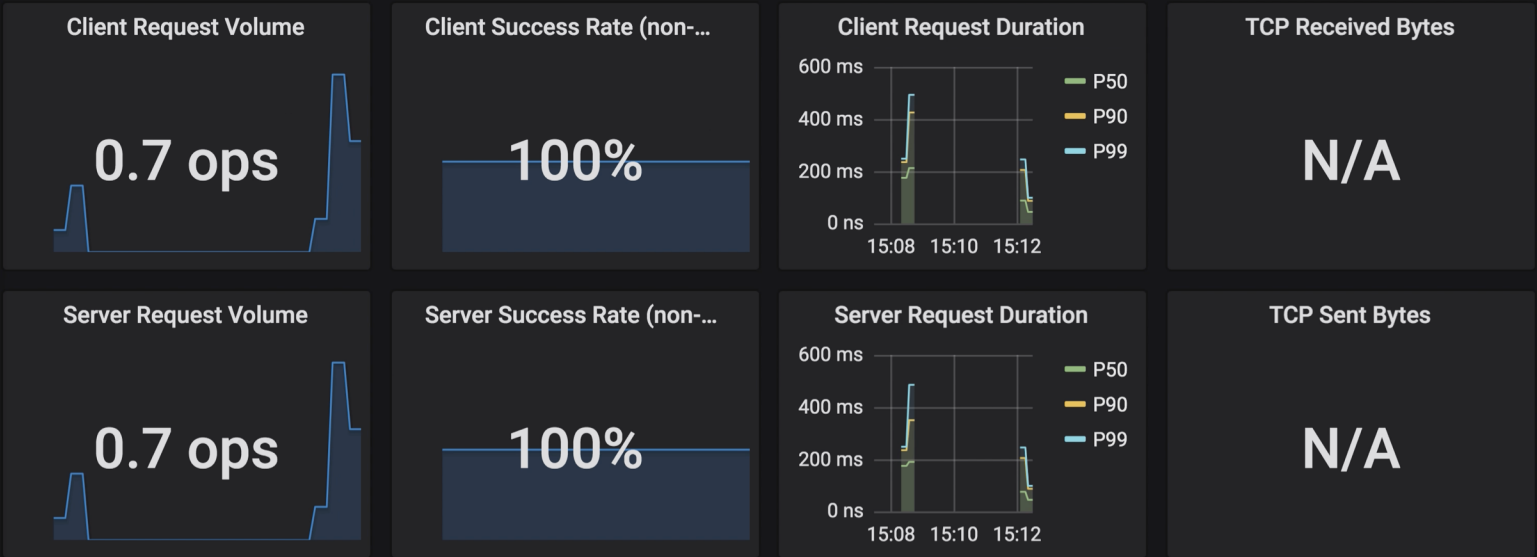 Client Request Volume
0.7 ops
Client Success Rate (non-...
100%
Client Request Duration
600 ms
400 ms
200 ms
0 ns
15:08 15:10 15:12
P50
P90
P99
TCP Received Bytes
N/A
Server Request Volume
0.7 ops
Server Success Rate (non-...
100%
Server Request Duration
600 ms
400 ms
200 ms
0 ns
15:08 15:10 15:12
P50
P90
P99
TCP Sent Bytes
N/A